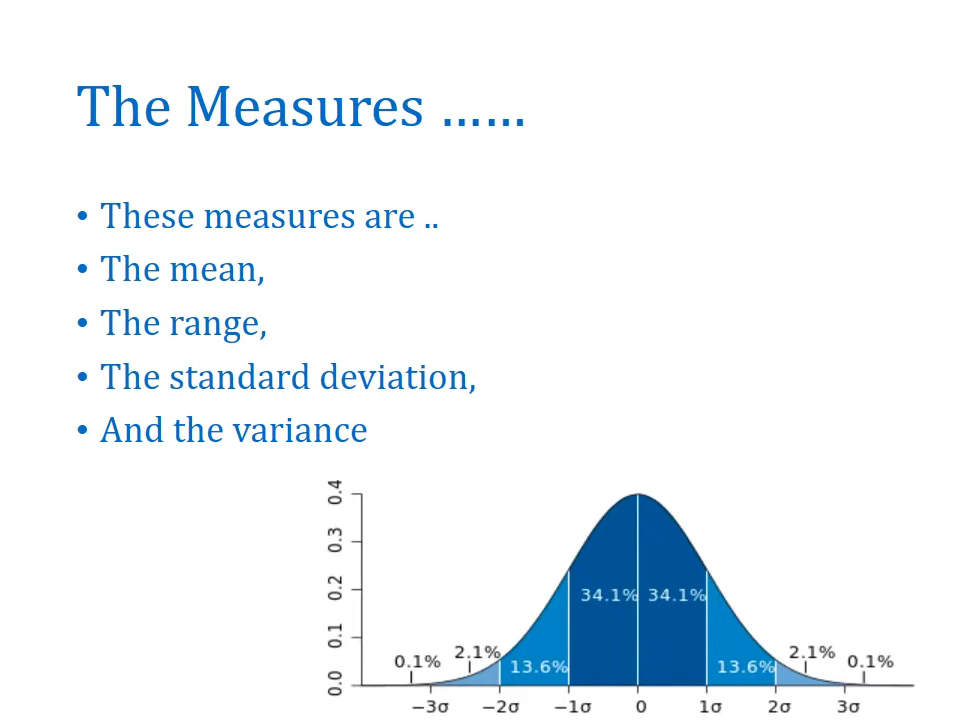 The Measures ......
• These measures are ..
• The mean,
• The range,
• The standard deviation,
• And the variance
0.4
0.3
0.2
0.1
0.0
34.1% 34.1%
0.1% 2.1% 13.6% 13.6% 2.1% 0.1%
−3σ −2σ −1σ 0 1σ 2σ 3σ